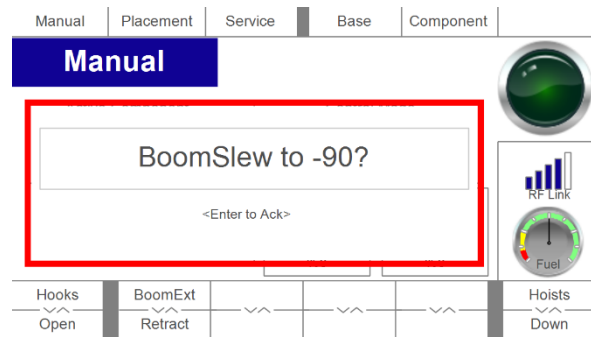 Manual Placement Service Base Component
Manual
BoomSlew to -90?
<Enter to Ack>
RF Link
Fuel
Hooks BoomExt Hoists
Open Retract Down